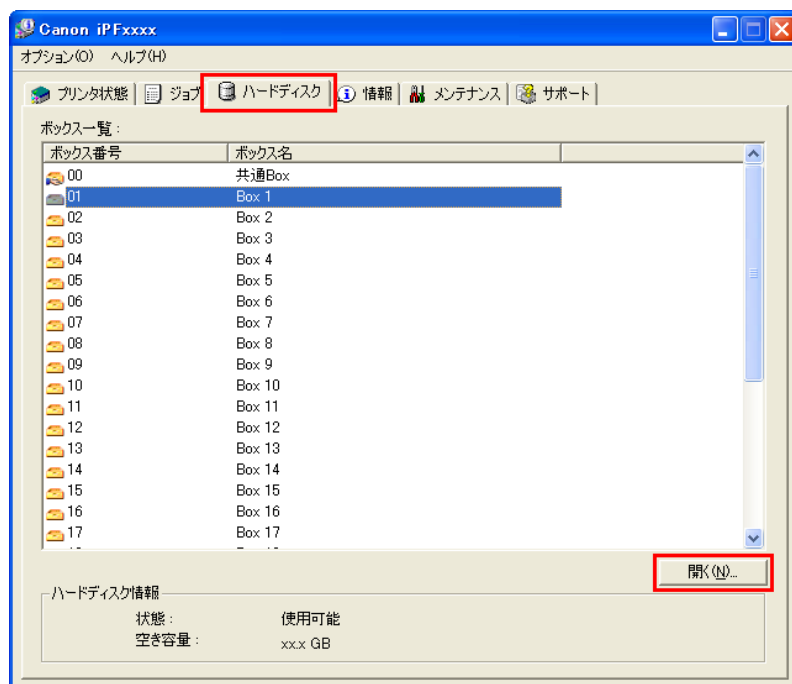 Canon iPFxxxx
オプション(O) ヘルプ(H)
プリンタ状態 ジョブ ハードディスク 情報 メンテナンス サポート
ボックス一覧:
ボックス番号 ボックス名
00 共通Box
01 Box 1
02 Box 2
03 Box 3
04 Box 4
05 Box 5
06 Box 6
07 Box 7
08 Box 8
09 Box 9
10 Box 10
11 Box 11
12 Box 12
13 Box 13
14 Box 14
15 Box 15
16 Box 16
17 Box 17
開く(N)...
ハードディスク情報
状態: 使用可能
空き容量: xx.x GB